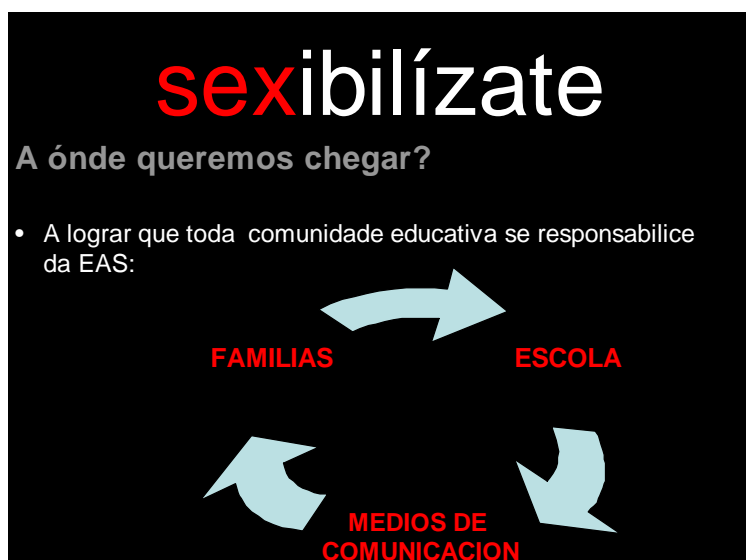 sexibilízate
A ónde queremos chegar?
• A lograr que toda comunidade educativa se responsabilice
da EAS:
FAMILIAS
ESCOLA
MEDIOS DE
COMUNICACION